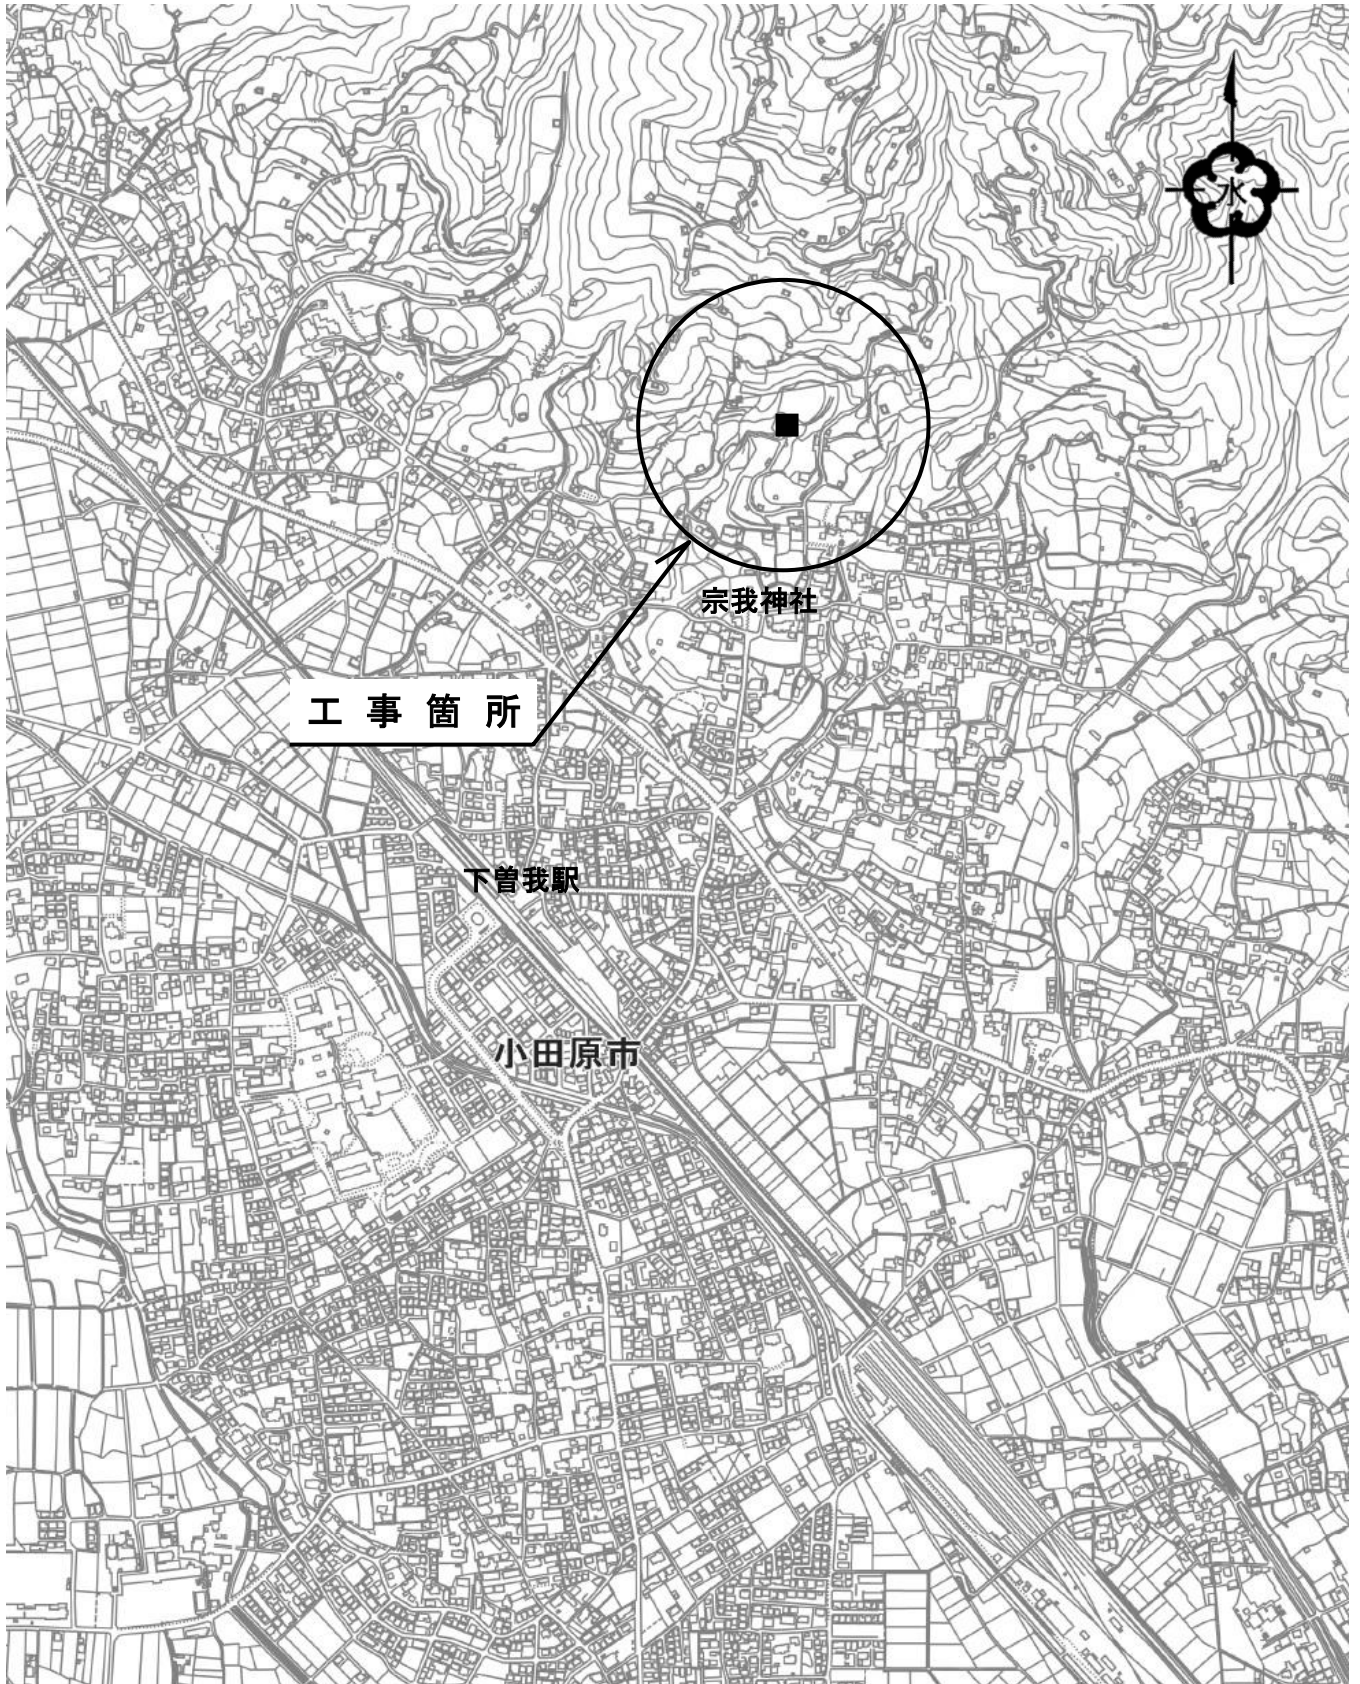 水
宗我神社
工事箇所
下曽我駅
小田原市